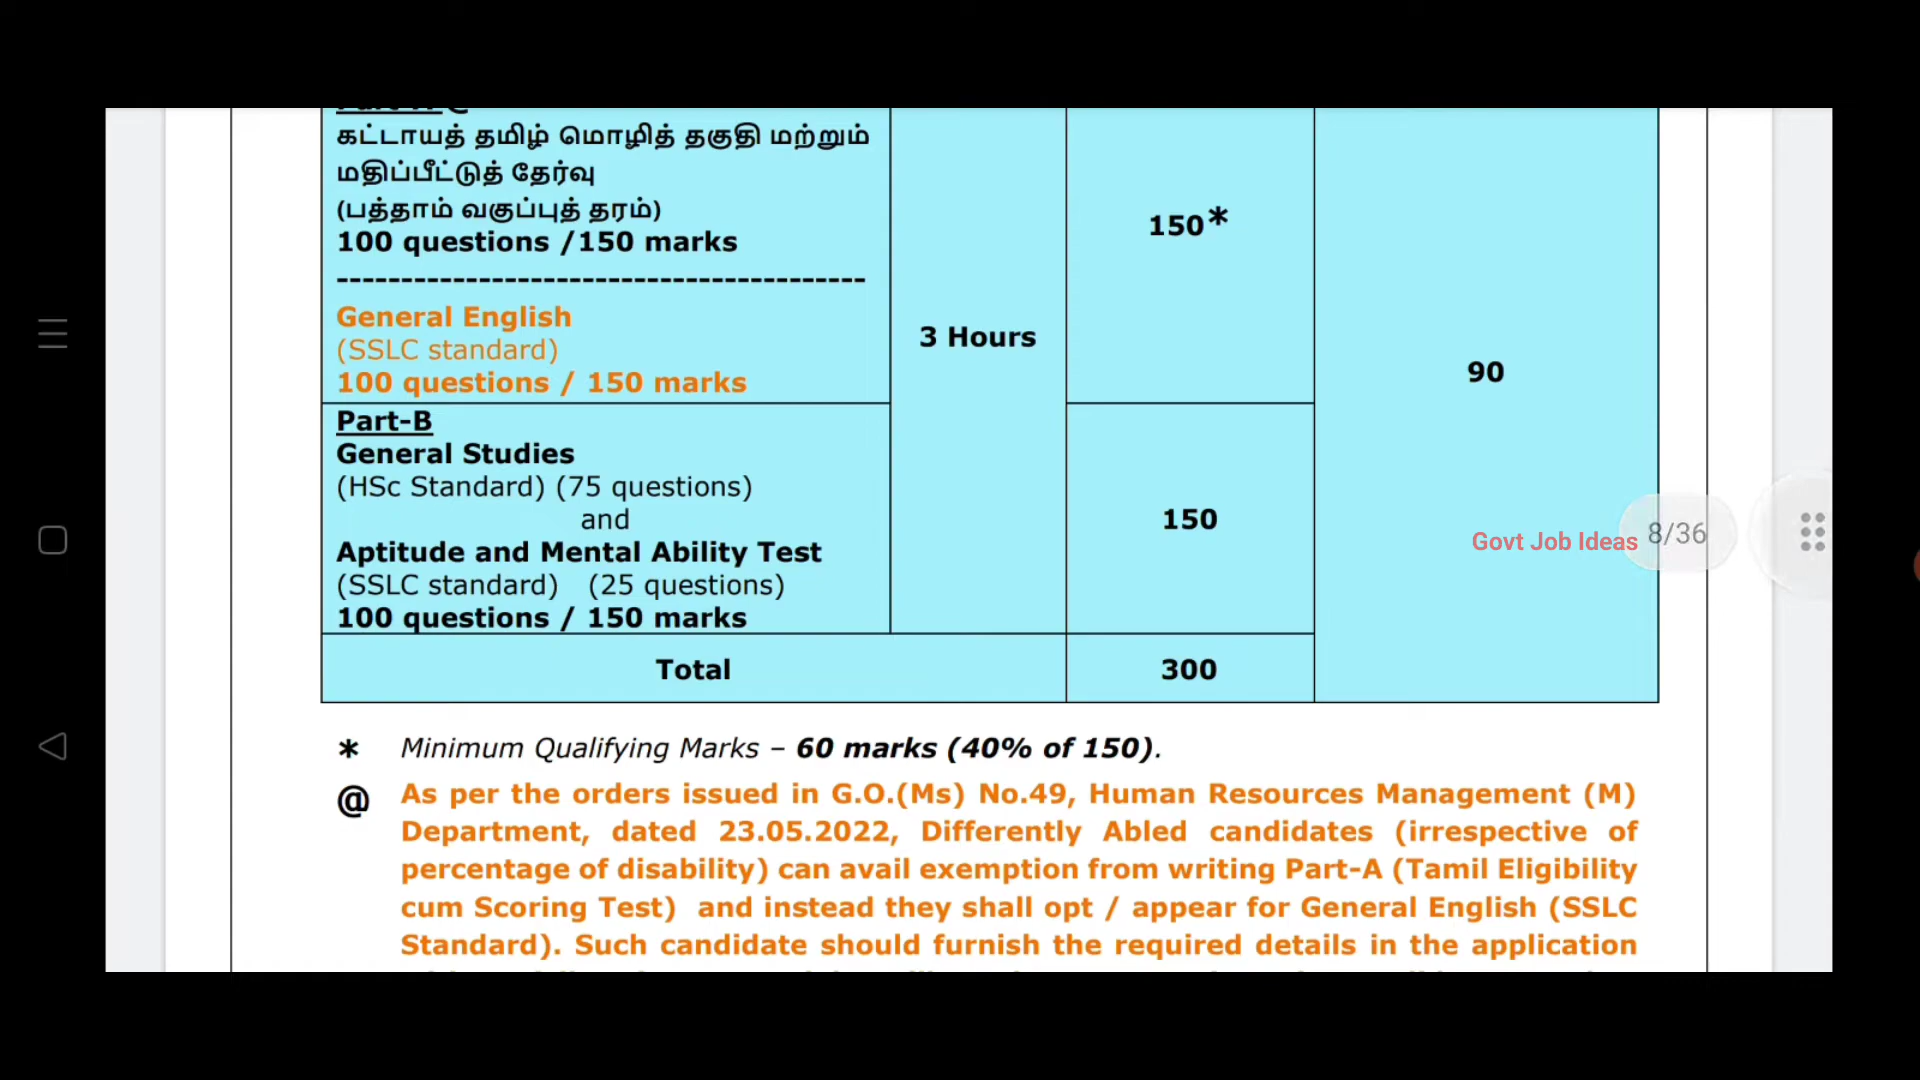 கட்டாயத் தமிழ் மொழித் தகுதி மற்றும்
மதிப்பீட்டுத் தேர்வு
(பத்தாம் வகுப்புத் தரம்)
100 questions /150 marks
----------------------------------------
General English
(SSLC standard)
100 questions / 150 marks
3 Hours
150*
90
Part-B
General Studies
(HSc Standard) (75 questions)
and
Aptitude and Mental Ability Test
(SSLC standard) (25 questions)
100 questions / 150 marks
150
Govt Job Ideas
8/36
Total
300
* Minimum Qualifying Marks – 60 marks (40% of 150).
@ As per the orders issued in G.O.(Ms) No.49, Human Resources Management (M)
Department, dated 23.05.2022, Differently Abled candidates (irrespective of
percentage of disability) can avail exemption from writing Part-A (Tamil Eligibility
cum Scoring Test) and instead they shall opt / appear for General English (SSLC
Standard). Such candidate should furnish the required details in the application